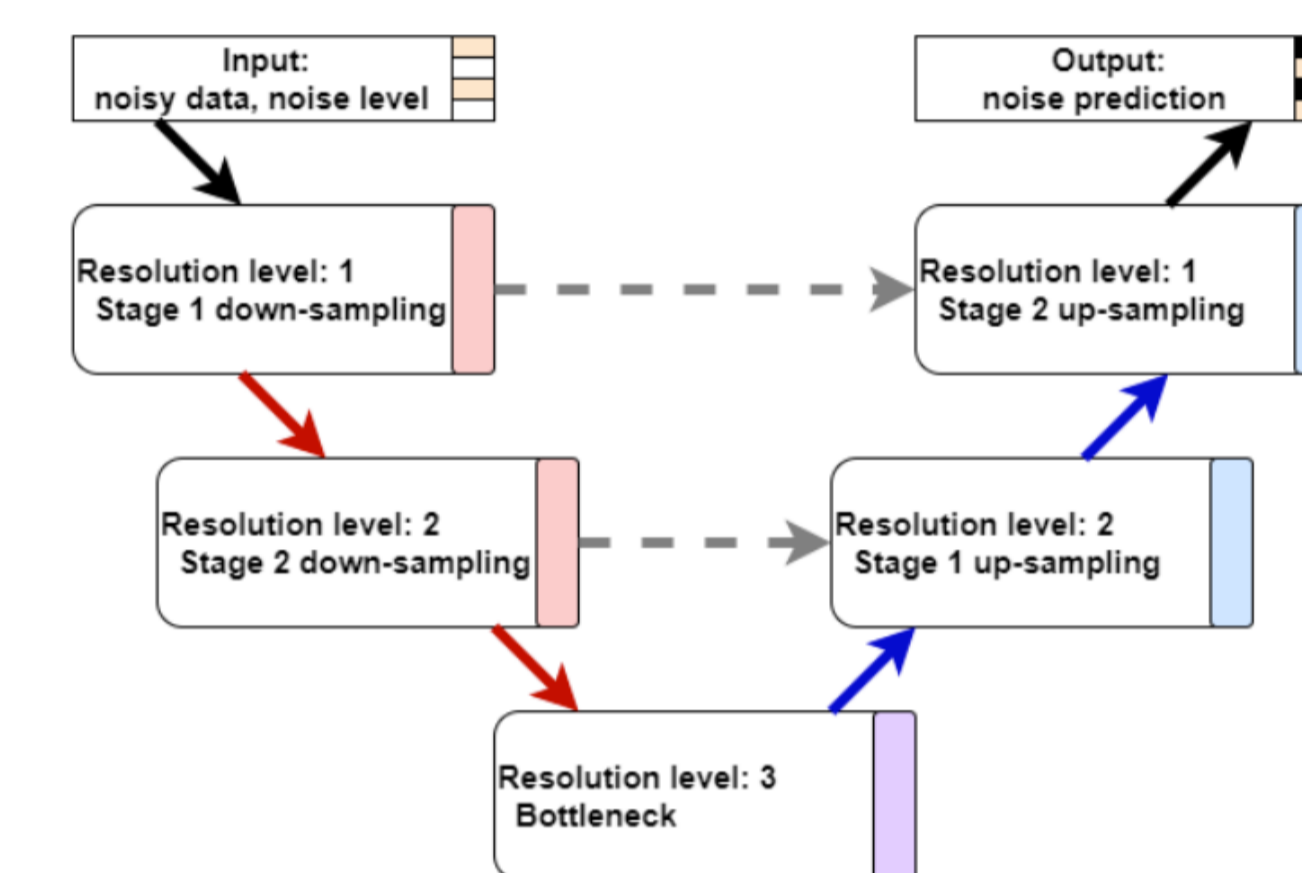 Input:
noisy data, noise level
Output:
noise prediction
Resolution level: 1
Stage 1 down-sampling
Resolution level: 1
Stage 2 up-sampling
Resolution level: 2
Stage 2 down-sampling
Resolution level: 2
Stage 1 up-sampling
Resolution level: 3
Bottleneck